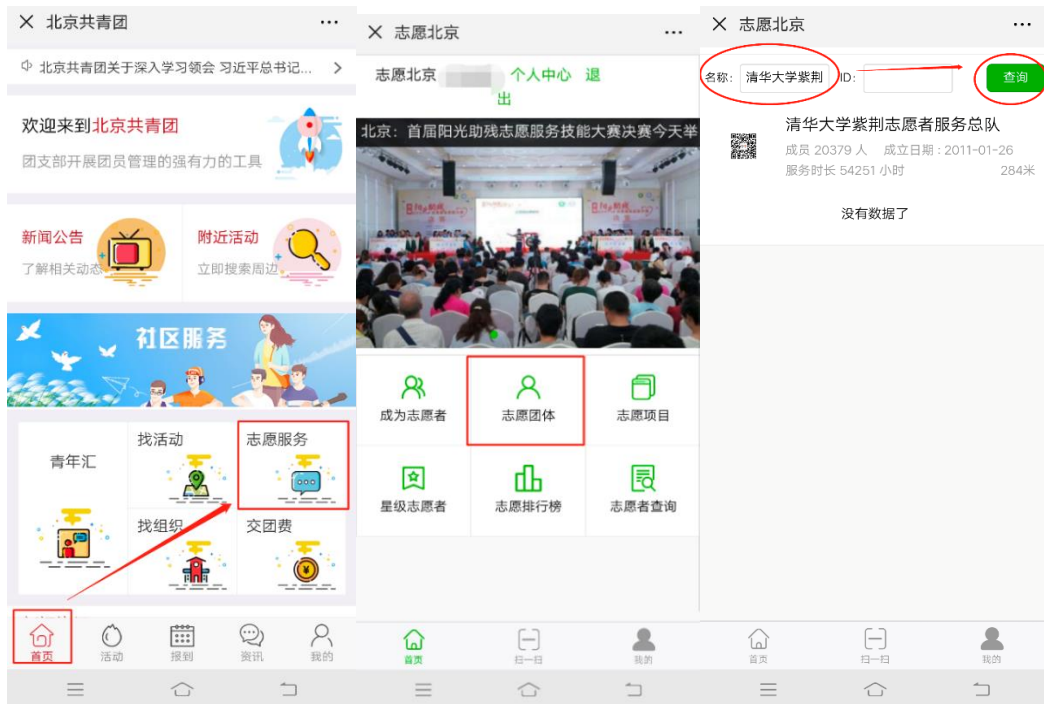 北京共青团
北京共青团关于深入学习领会 习近平总书记...
欢迎来到北京共青团
团支部开展团员管理的强有力的工具
新闻公告
了解相关动态
附近活动
立即搜索周边
社区服务
青年汇
找活动
志愿服务
找组织
交团费
首页
活动
报到
资讯
我的
志愿北京
志愿北京
个人中心 退
出
北京：首届阳光助残志愿服务技能大赛决赛今天举
成为志愿者
志愿团体
志愿项目
星级志愿者
志愿排行榜
志愿者查询
首页
扫一扫
我的
志愿北京
名称: 清华大学紫荆 ID: 查询
清华大学紫荆志愿者服务总队
成员 20379 人 成立日期 : 2011-01-26
服务时长 54251 小时 284米
没有数据了
首页
扫一扫
我的